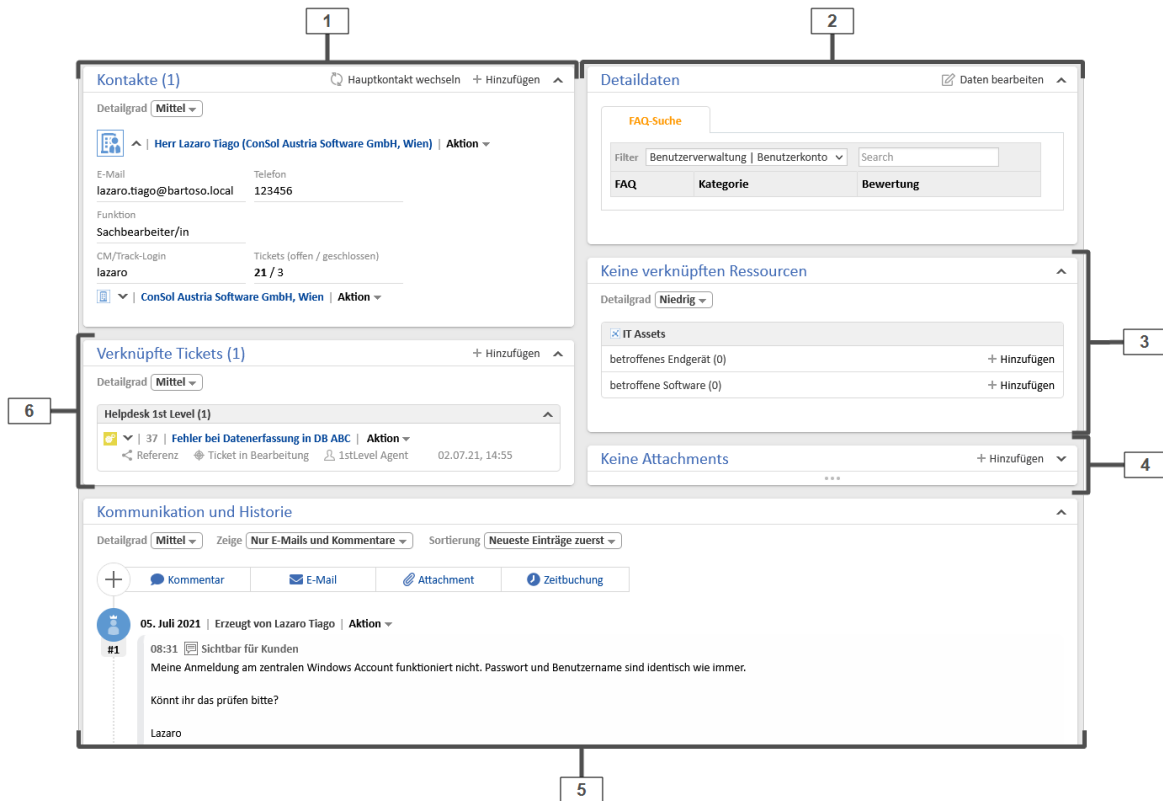 1
2
Kontakte (1)
Hauptkontakt wechseln
Hinzufügen
Detailgrad Mittel
Herr Lazaro Tiago (ConSol Austria Software GmbH, Wien) | Aktion
E-Mail
Telefon
lazaro.tiago@bartoso.local
123456
Funktion
Sachbearbeiter/in
CM/Track-Login
Tickets (offen / geschlossen)
lazaro
21 / 3
ConSol Austria Software GmbH, Wien | Aktion
Detaildaten
Daten bearbeiten
FAQ-Suche
Filter Benutzerverwaltung | Benutzerkonto
Search
FAQ
Kategorie
Bewertung
Keine verknüpften Ressourcen
Detailgrad Niedrig
IT Assets
betroffenes Endgerät (0)
+ Hinzufügen
betroffene Software (0)
+ Hinzufügen
3
Verknüpfte Tickets (1)
+ Hinzufügen
Detailgrad Mittel
Helpdesk 1st Level (1)
| 37 | Fehler bei Datenerfassung in DB ABC | Aktion
Referenz
Ticket in Bearbeitung
1stLevel Agent
02.07.21, 14:55
6
Keine Attachments
+ Hinzufügen
4
Kommunikation und Historie
Detailgrad Mittel
Zeige Nur E-Mails und Kommentare
Sortierung Neueste Einträge zuerst
Kommentar
E-Mail
Attachment
Zeitbuchung
05. Juli 2021 | Erzeugt von Lazaro Tiago | Aktion
#1
08:31 Sichtbar für Kunden
Meine Anmeldung am zentralen Windows Account funktioniert nicht. Passwort und Benutzername sind identisch wie immer.
Könnt ihr das prüfen bitte?
Lazaro
5